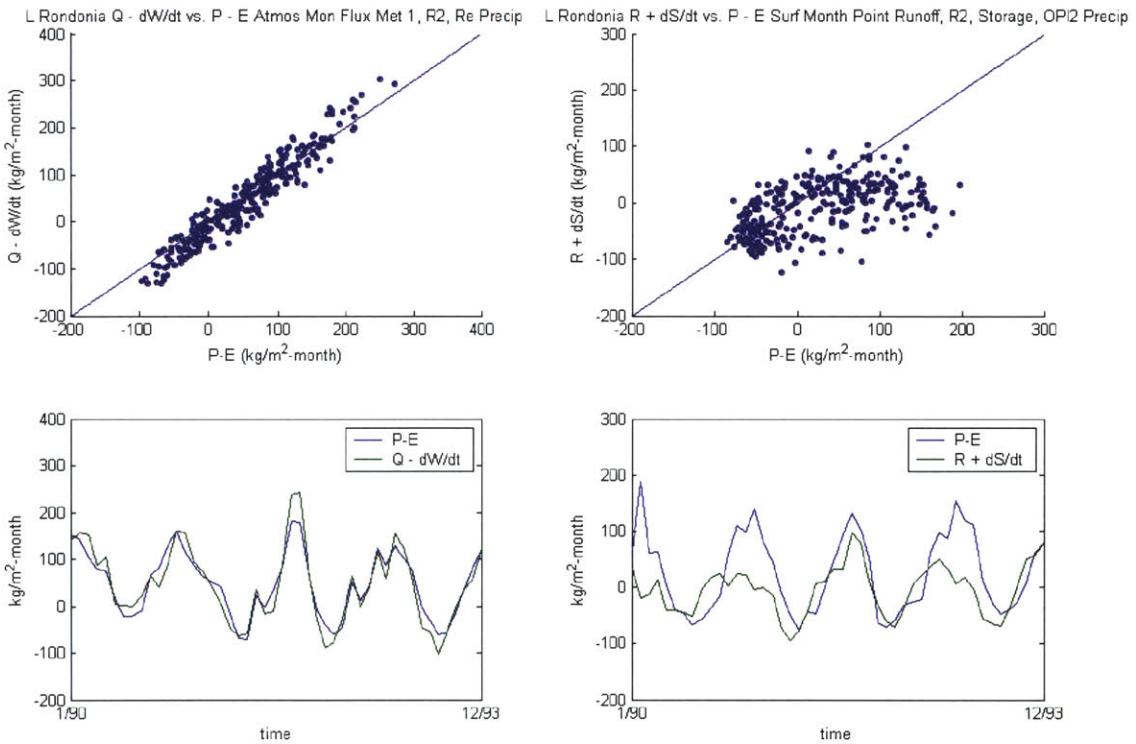 L Rondonia Q - dW/dt vs. P - E Atmos Mon Flux Met 1, R2, Re Precip
400
300
200
100
0
-100
-200
Q - dW/dt (kg/m²-month)
-200 -100 0 100 200 300 400
P-E (kg/m²-month)
L Rondonia R + dS/dt vs. P - E Surf Month Point Runoff, R2, Storage, OPI2 Precip
300
200
100
0
-100
-200
R + dS/dt (kg/m²-month)
-200 -100 0 100 200 300
P-E (kg/m²-month)
400
300
200
100
0
-100
-200
kg/m²-month
P-E
Q - dW/dt
1/90 12/93
time
300
200
100
0
-100
-200
kg/m²-month
P-E
R + dS/dt
1/90 12/93
time